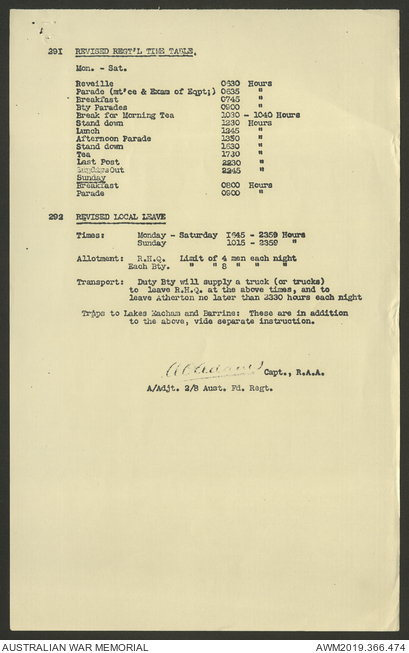 291 REVISED REGT'L TIME TABLE.
Mon. - Sat.
Reveille 0630 Hours
Parade (mt'ce & Exam of Eqpt;) 0635 "
Breakfast 0745 "
Bty Parades 0900 "
Break for Morning Tea 1030 - 1040 Hours
Stand down 1230 Hours
Lunch 1245 "
Afternoon Parade 1350 "
Stand down 1630 "
Tea 1730 "
Last Post 2230 "
Out 2245 "
Sunday
Breakfast 0800 Hours
Parade 0900 "
292 REVISED LOCAL LEAVE
Times: Monday - Saturday 1645 - 2359 Hours
Sunday 1015 - 2359 "
Allotment: R.H.Q. Limit of 4 men each night
Each Bty. " " 8 " " "
Transport: Duty Bty will supply a truck (or trucks)
to leave R.H.Q. at the above times, and to
leave Atherton no later than 2330 hours each night
Trips to Lakes Eacham and Barrine: These are in addition
to the above, vide separate instruction.
Capt., R.A.A.
A/Adjt. 2/8 Aust. Fd. Regt.
AUSTRALIAN WAR MEMORIAL AWM2019.366.474